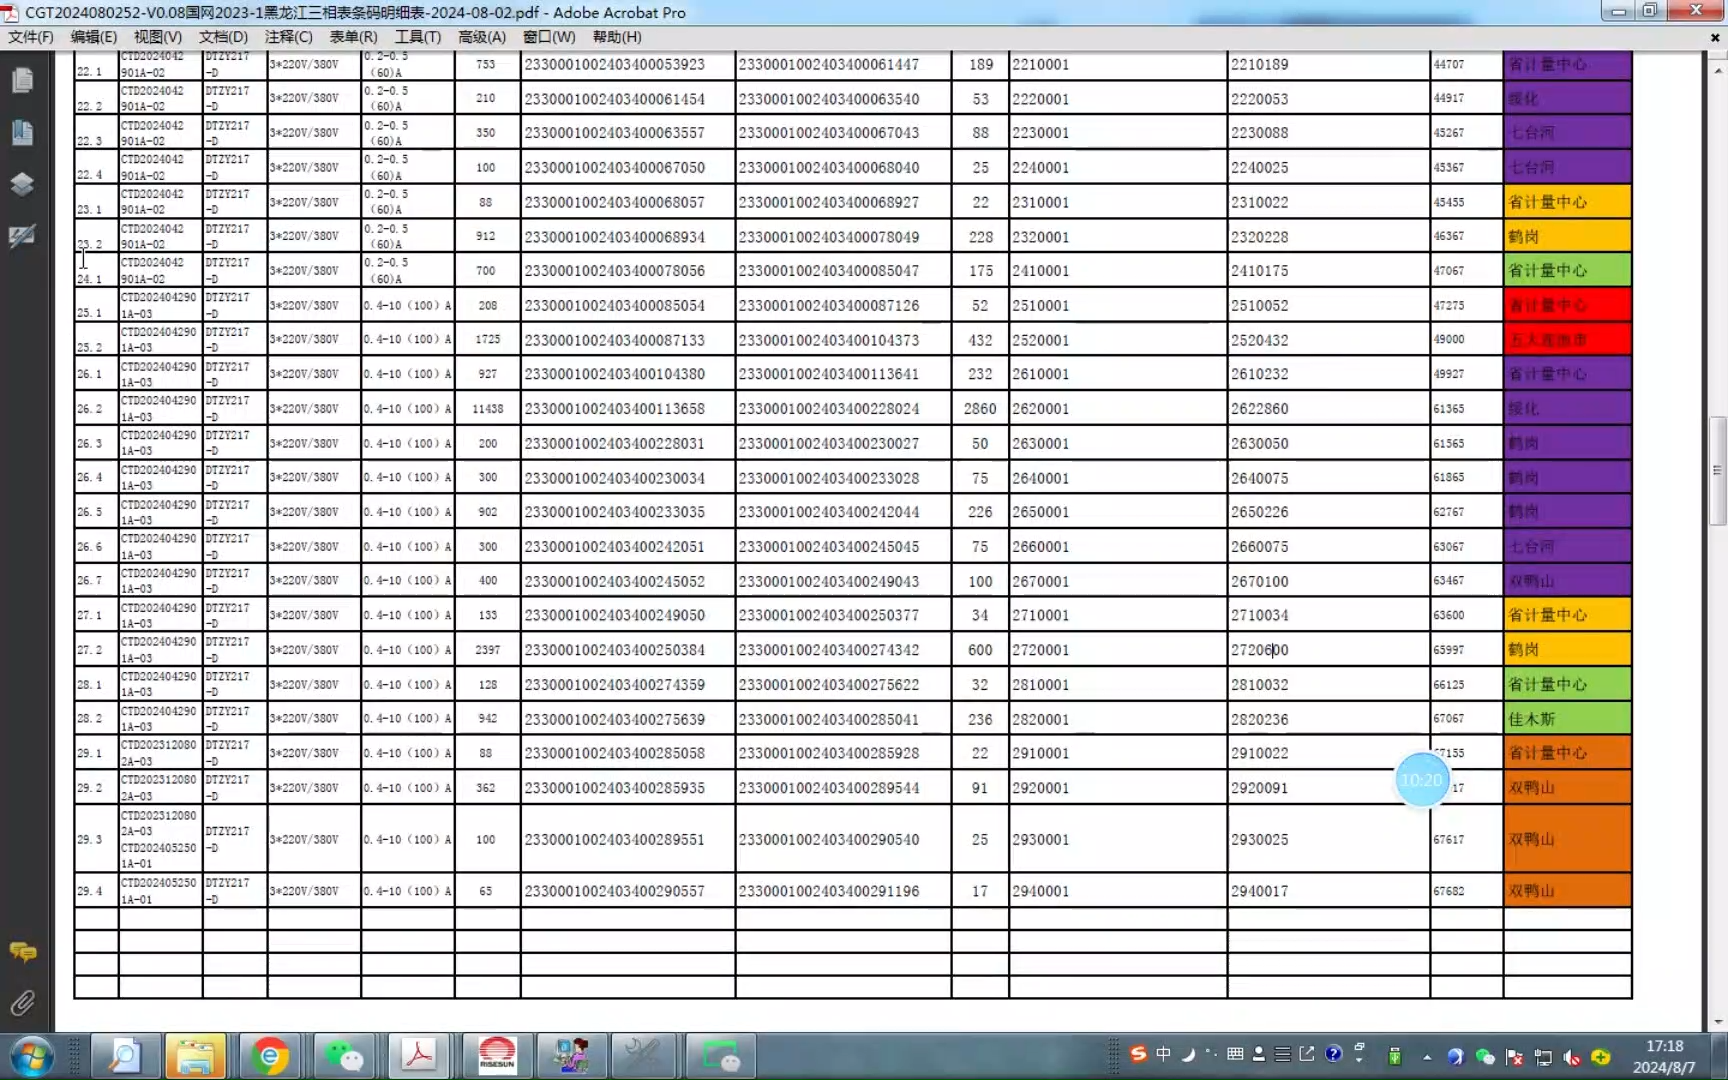 CGT2024080252-V0.08国网2023-1黑龙江三相表条码明细表-2024-08-02.pdf - Adobe Acrobat Pro
文件(F) 编辑(E) 视图(V) 文档(D) 注释(C) 表单(R) 工具(T) 高级(A) 窗口(W) 帮助(H)
22.1 CTD2024042901A-02 DTZY217-D 3*220V/380V 0.2-0.5（60)A 753 2330001002403400053923 2330001002403400061447 189 2210001 2210189 44707 省计量中心
22.2 CTD2024042901A-02 DTZY217-D 3*220V/380V 0.2-0.5（60)A 210 2330001002403400061454 2330001002403400063540 53 2220001 2220053 44917 绥化
22.3 CTD2024042901A-02 DTZY217-D 3*220V/380V 0.2-0.5（60)A 350 2330001002403400063557 2330001002403400067043 88 2230001 2230088 45267 七台河
22.4 CTD2024042901A-02 DTZY217-D 3*220V/380V 0.2-0.5（60)A 100 2330001002403400067050 2330001002403400068040 25 2240001 2240025 45367 七台河
23.1 CTD2024042901A-02 DTZY217-D 3*220V/380V 0.2-0.5（60)A 88 2330001002403400068057 2330001002403400068927 22 2310001 2310022 45455 省计量中心
23.2 CTD2024042901A-02 DTZY217-D 3*220V/380V 0.2-0.5（60)A 912 2330001002403400068934 2330001002403400078049 228 2320001 2320228 46367 鹤岗
24.1 CTD2024042901A-02 DTZY217-D 3*220V/380V 0.2-0.5（60)A 700 2330001002403400078056 2330001002403400085047 175 2410001 2410175 47067 省计量中心
25.1 CTD2024042901A-03 DTZY217-D 3*220V/380V 0.4-10（100）A 208 2330001002403400085054 2330001002403400087126 52 2510001 2510052 47275 省计量中心
25.2 CTD2024042901A-03 DTZY217-D 3*220V/380V 0.4-10（100）A 1725 2330001002403400087133 2330001002403400104373 432 2520001 2520432 49000 五大连池市
26.1 CTD2024042901A-03 DTZY217-D 3*220V/380V 0.4-10（100）A 927 2330001002403400104380 2330001002403400113641 232 2610001 2610232 49927 省计量中心
26.2 CTD2024042901A-03 DTZY217-D 3*220V/380V 0.4-10（100）A 11438 2330001002403400113658 2330001002403400228024 2860 2620001 2622860 61365 绥化
26.3 CTD2024042901A-03 DTZY217-D 3*220V/380V 0.4-10（100）A 200 2330001002403400228031 2330001002403400230027 50 2630001 2630050 61565 鹤岗
26.4 CTD2024042901A-03 DTZY217-D 3*220V/380V 0.4-10（100）A 300 2330001002403400230034 2330001002403400233028 75 2640001 2640075 61865 鹤岗
26.5 CTD2024042901A-03 DTZY217-D 3*220V/380V 0.4-10（100）A 902 2330001002403400233035 2330001002403400242044 226 2650001 2650226 62767 鹤岗
26.6 CTD2024042901A-03 DTZY217-D 3*220V/380V 0.4-10（100）A 300 2330001002403400242051 2330001002403400245045 75 2660001 2660075 63067 七台河
26.7 CTD2024042901A-03 DTZY217-D 3*220V/380V 0.4-10（100）A 400 2330001002403400245052 2330001002403400249043 100 2670001 2670100 63467 双鸭山
27.1 CTD2024042901A-03 DTZY217-D 3*220V/380V 0.4-10（100）A 133 2330001002403400249050 2330001002403400250377 34 2710001 2710034 63600 省计量中心
27.2 CTD2024042901A-03 DTZY217-D 3*220V/380V 0.4-10（100）A 2397 2330001002403400250384 2330001002403400274342 600 2720001 2720600 65997 鹤岗
28.1 CTD2024042901A-03 DTZY217-D 3*220V/380V 0.4-10（100）A 128 2330001002403400274359 2330001002403400275622 32 2810001 2810032 66125 省计量中心
28.2 CTD2024042901A-03 DTZY217-D 3*220V/380V 0.4-10（100）A 942 2330001002403400275639 2330001002403400285041 236 2820001 2820236 67067 佳木斯
29.1 CTD2023120802A-03 DTZY217-D 3*220V/380V 0.4-10（100）A 88 2330001002403400285058 2330001002403400285928 22 2910001 2910022 67155 省计量中心
29.2 CTD2023120802A-03 DTZY217-D 3*220V/380V 0.4-10（100）A 362 2330001002403400285935 2330001002403400289544 91 2920001 2920091 17 双鸭山
10:20
29.3 CTD2023120802A-03 CTD2024052501A-01 DTZY217-D 3*220V/380V 0.4-10（100）A 100 2330001002403400289551 2330001002403400290540 25 2930001 2930025 67617 双鸭山
29.4 CTD2024052501A-01 DTZY217-D 3*220V/380V 0.4-10（100）A 65 2330001002403400290557 2330001002403400291196 17 2940001 2940017 67682 双鸭山
RISESUN
中
17:18
2024/8/7